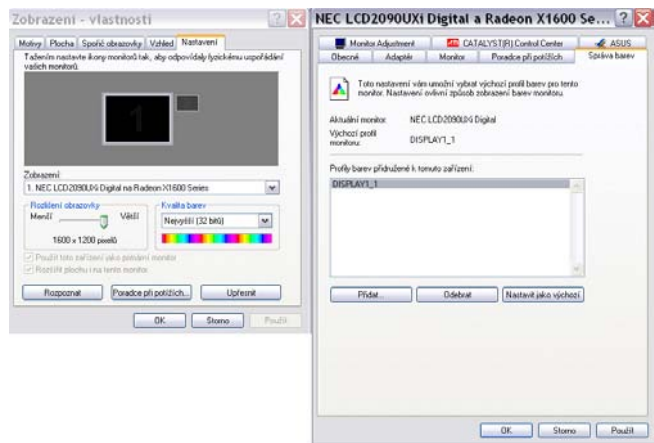 Zobrazení - vlastnosti
Motivy Plocha Spořič obrazovky Vzhled Nastavení
Tažením nastavte ikony monitorů tak, aby odpovídaly fyzickému uspořádání
vašich monitorů.
1
Zobrazení:
1. NEC LCD2090UXi Digital na Radeon X1600 Series
Rozlišení obrazovky
Menší Větší
1600 x 1200 pixelů
Kvalita barev
Nejvyšší (32 bitů)
Použít toto zařízení jako primární monitor
Rozšířit plochu i na tento monitor.
Rozpoznat Poradce při potížích... Upřesnit
OK Storno Použít
NEC LCD2090UXi Digital a Radeon X1600 Se...
Monitor Adjustment ATI CATALYST(R) Control Center ASUS
Obecné Adaptér Monitor Poradce při potížích Správa barev
Toto nastavení vám umožní vybrat výchozí profil barev pro tento
monitor. Nastavení ovlivní způsob zobrazení barev monitoru.
Aktuální monitor: NEC LCD2090UXi Digital
Výchozí profil
monitoru: DISPLAY1_1
Profily barev přidružené k tomuto zařízení:
DISPLAY1_1
Přidat... Odebrat Nastavit jako výchozí
OK Storno Použít